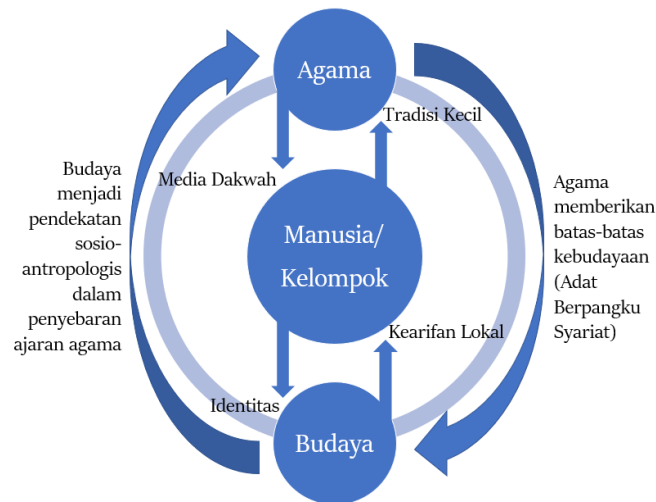 Agama
Tradisi Kecil
Media Dakwah
Budaya
menjadi
pendekatan
sosio-
antropologis
dalam
penyebaran
ajaran agama
Manusia/
Kelompok
Agama
memberikan
batas-batas
kebudayaan
(Adat
Berpangku
Syariat)
Kearifan Lokal
Identitas
Budaya